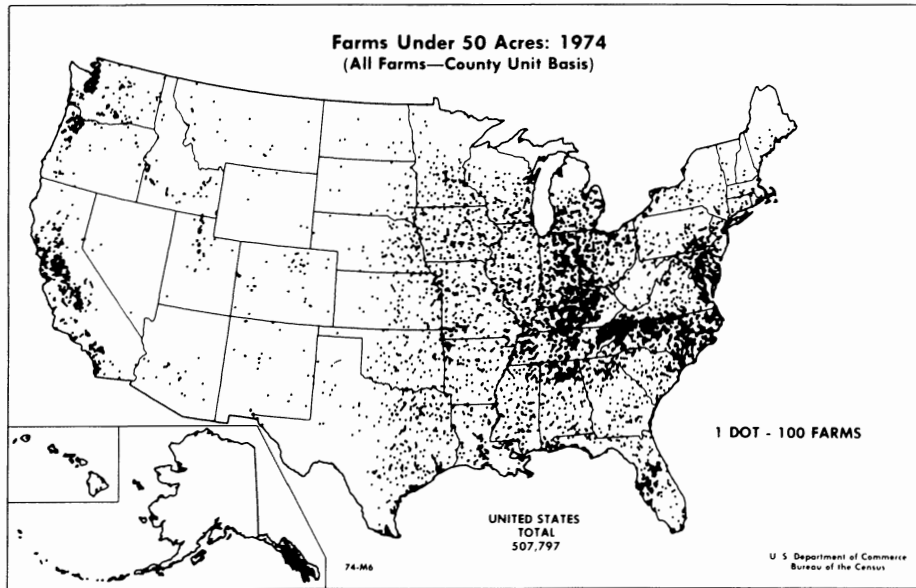 Farms Under 50 Acres: 1974
(All Farms—County Unit Basis)
1 DOT - 100 FARMS
UNITED STATES
TOTAL
507,797
74-M6
U S Department of Commerce
Bureau of the Census